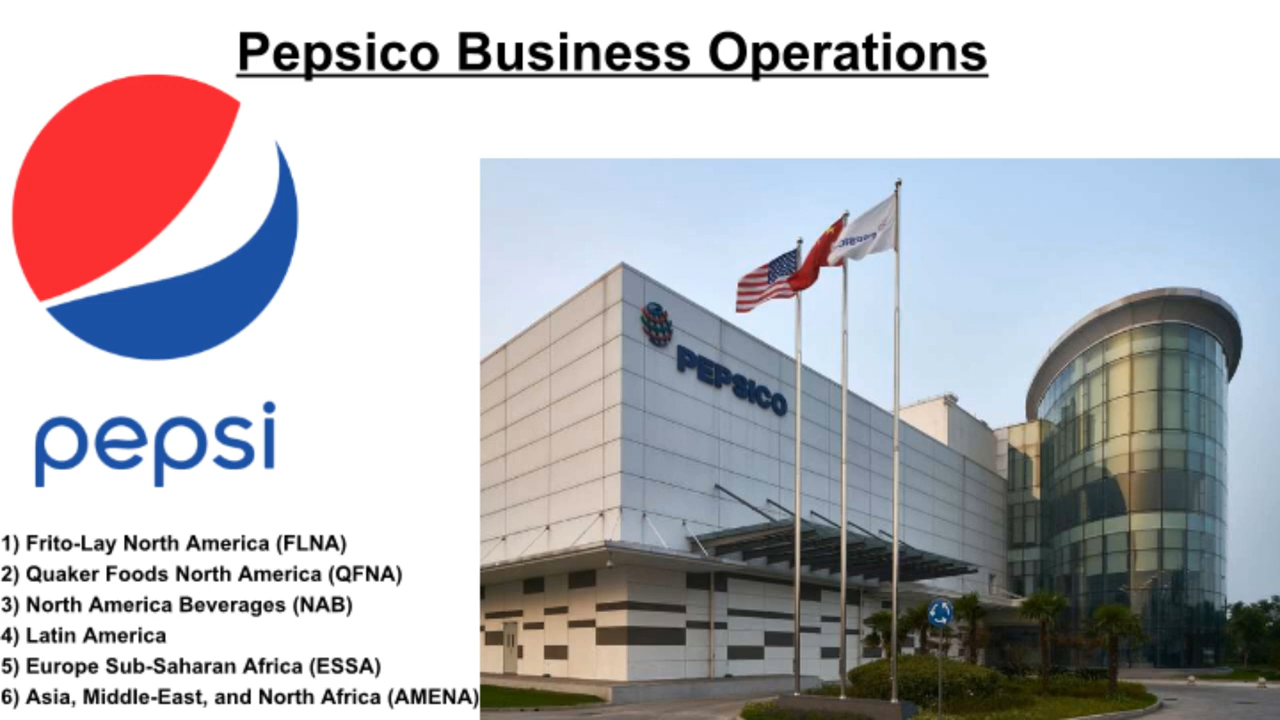 Pepsico Business Operations
pepsi
1) Frito-Lay North America (FLNA)
2) Quaker Foods North America (QFNA)
3) North America Beverages (NAB)
4) Latin America
5) Europe Sub-Saharan Africa (ESSA)
6) Asia, Middle-East, and North Africa (AMENA)
PEPSICO